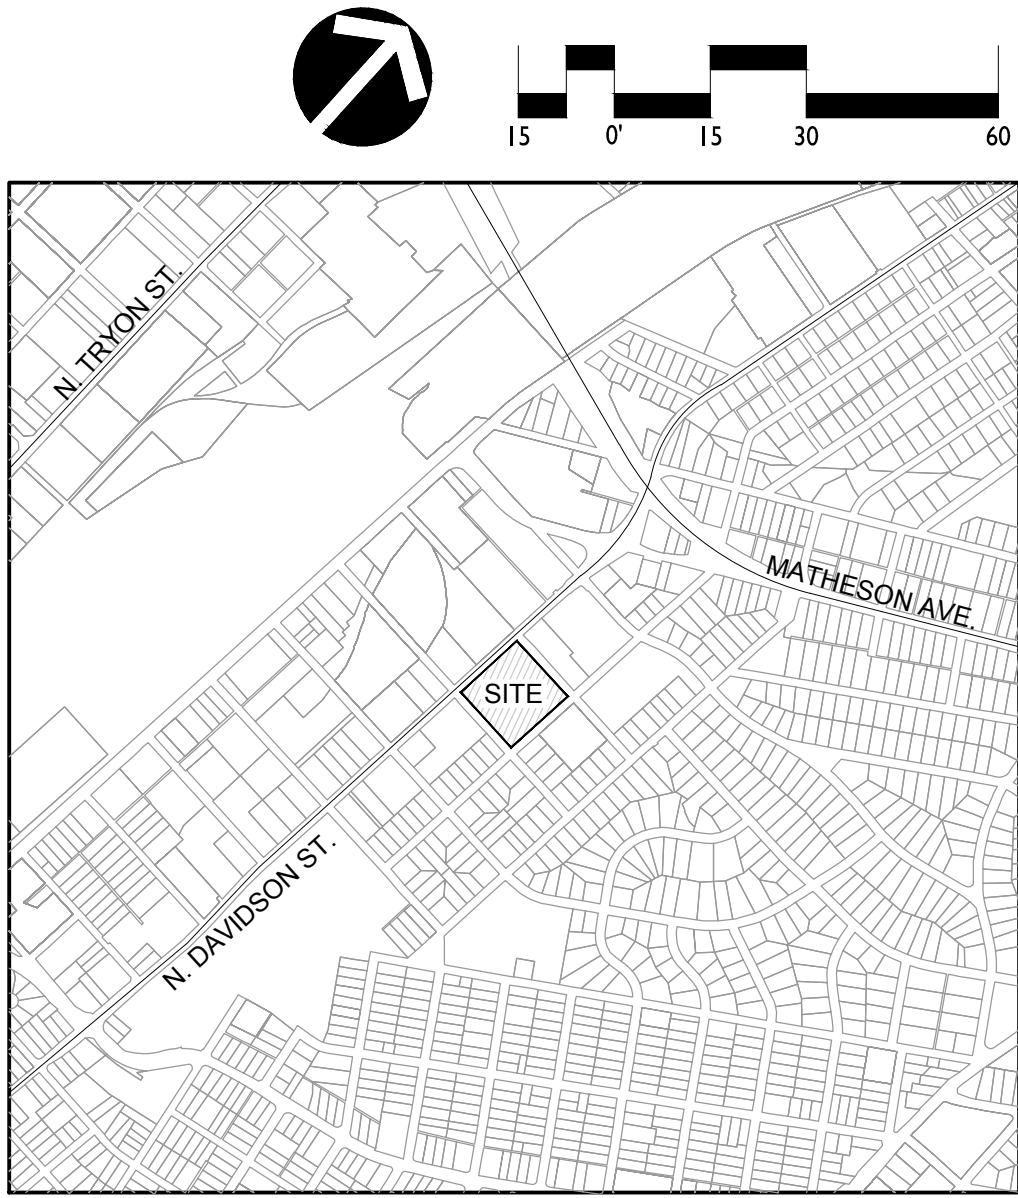 15 0' 15 30 60
N. TRYON ST.
MATHESON AVE.
SITE
N. DAVIDSON ST.